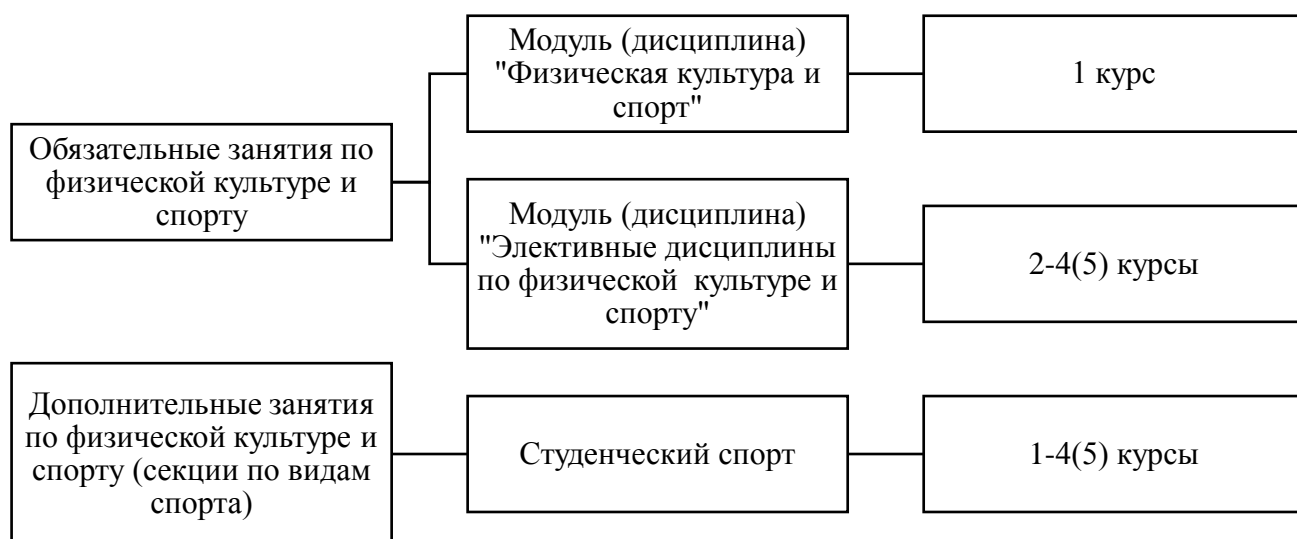 Обязательные занятия по
физической культуре и
спорту
Модуль (дисциплина)
"Физическая культура и
спорт"
1 курс
Модуль (дисциплина)
"Элективные дисциплины
по физической культуре и
спорту"
2-4(5) курсы
Дополнительные занятия
по физической культуре и
спорту (секции по видам
спорта)
Студенческий спорт
1-4(5) курсы